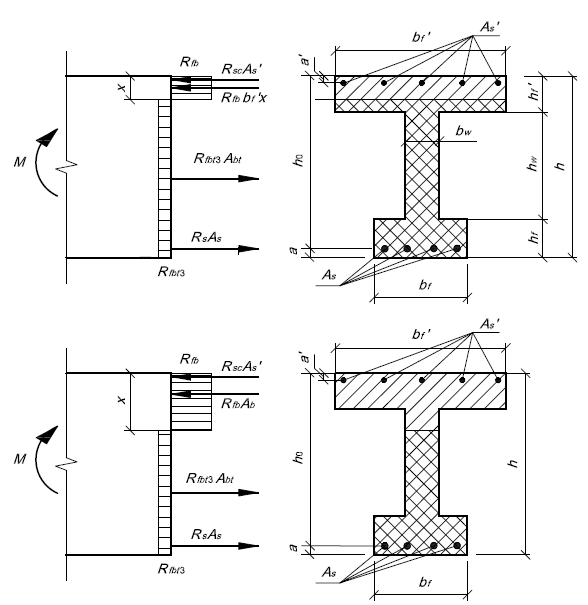 Rfb
RscAs'
Rfb bf'x
x
M
Rfbt3 Abt
RsAs
Rfbt3
a'
bf'
As'
hf'
bw
h0
hw
h
hf
a
As
bf
Rfb
RscAs'
RfbAb
x
M
Rfbt3 Abt
RsAs
Rfbt3
a'
bf'
As'
h0
h
a
As
bf